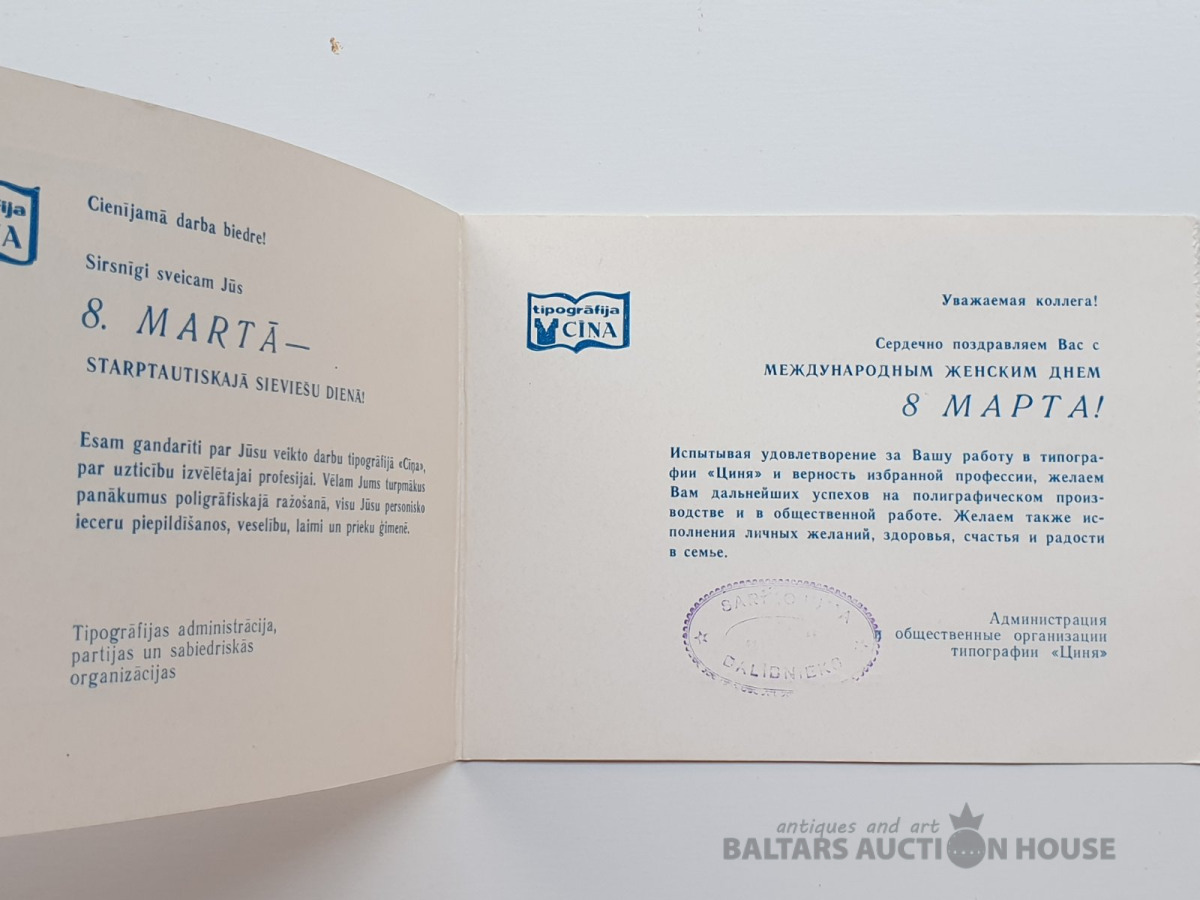 Cienījamā darba biedre!
Sirsnīgi sveicam Jūs
8. MARTĀ—
STARPTAUTISKAJĀ SIEVIEŠU DIENĀ!
Esam gandarīti par Jūsu veikto darbu tipogrāfijā «Cīņa»,
par uzticību izvēlētajai profesijai. Vēlam Jums turpmākus
panākumus poligrāfiskajā ražošanā, visu Jūsu personisko
ieceru piepildīšanos, veselību, laimi un prieku ģimenē.
Tipogrāfijas administrācija,
partijas un sabiedriskās
organizācijas
tipogrāfija
CĪŅA
Уважаемая коллега!
Сердечно поздравляем Вас с
МЕЖДУНАРОДНЫМ ЖЕНСКИМ ДНЕМ
8 МАРТА!
Испытывая удовлетворение за Вашу работу в типогра-
фии «Циня» и верность избранной профессии, желаем
Вам дальнейших успехов на полиграфическом произ-
водстве и в общественной работе. Желаем также ис-
полнения личных желаний, здоровья, счастья и радости
в семье.
DALĪBNIEKO
Администрация
общественные организации
типографии «Циня»
antiques and art
BALTARS AUCTION HOUSE